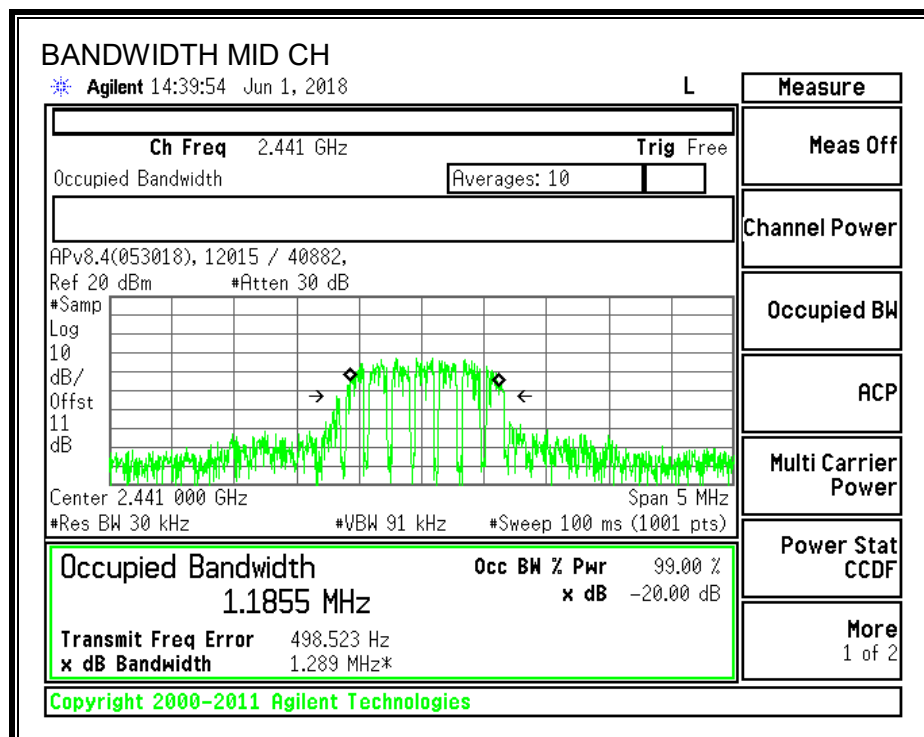 BANDWIDTH MID CH
Agilent 14:39:54 Jun 1, 2018 L
Measure
Ch Freq 2.441 GHz Trig Free
Meas Off
Occupied Bandwidth Averages: 10
Channel Power
APv8.4(053018), 12015 / 40882,
Ref 20 dBm #Atten 30 dB
#Samp
Log
10
dB/
Offst
11
dB
Occupied BW
ACP
Multi Carrier
Power
Center 2.441 000 GHz Span 5 MHz
#Res BW 30 kHz #VBW 91 kHz #Sweep 100 ms (1001 pts)
Power Stat
CCDF
Occupied Bandwidth Occ BW % Pwr 99.00 %
1.1855 MHz x dB -20.00 dB
Transmit Freq Error 498.523 Hz
x dB Bandwidth 1.289 MHz*
More
1 of 2
Copyright 2000-2011 Agilent Technologies